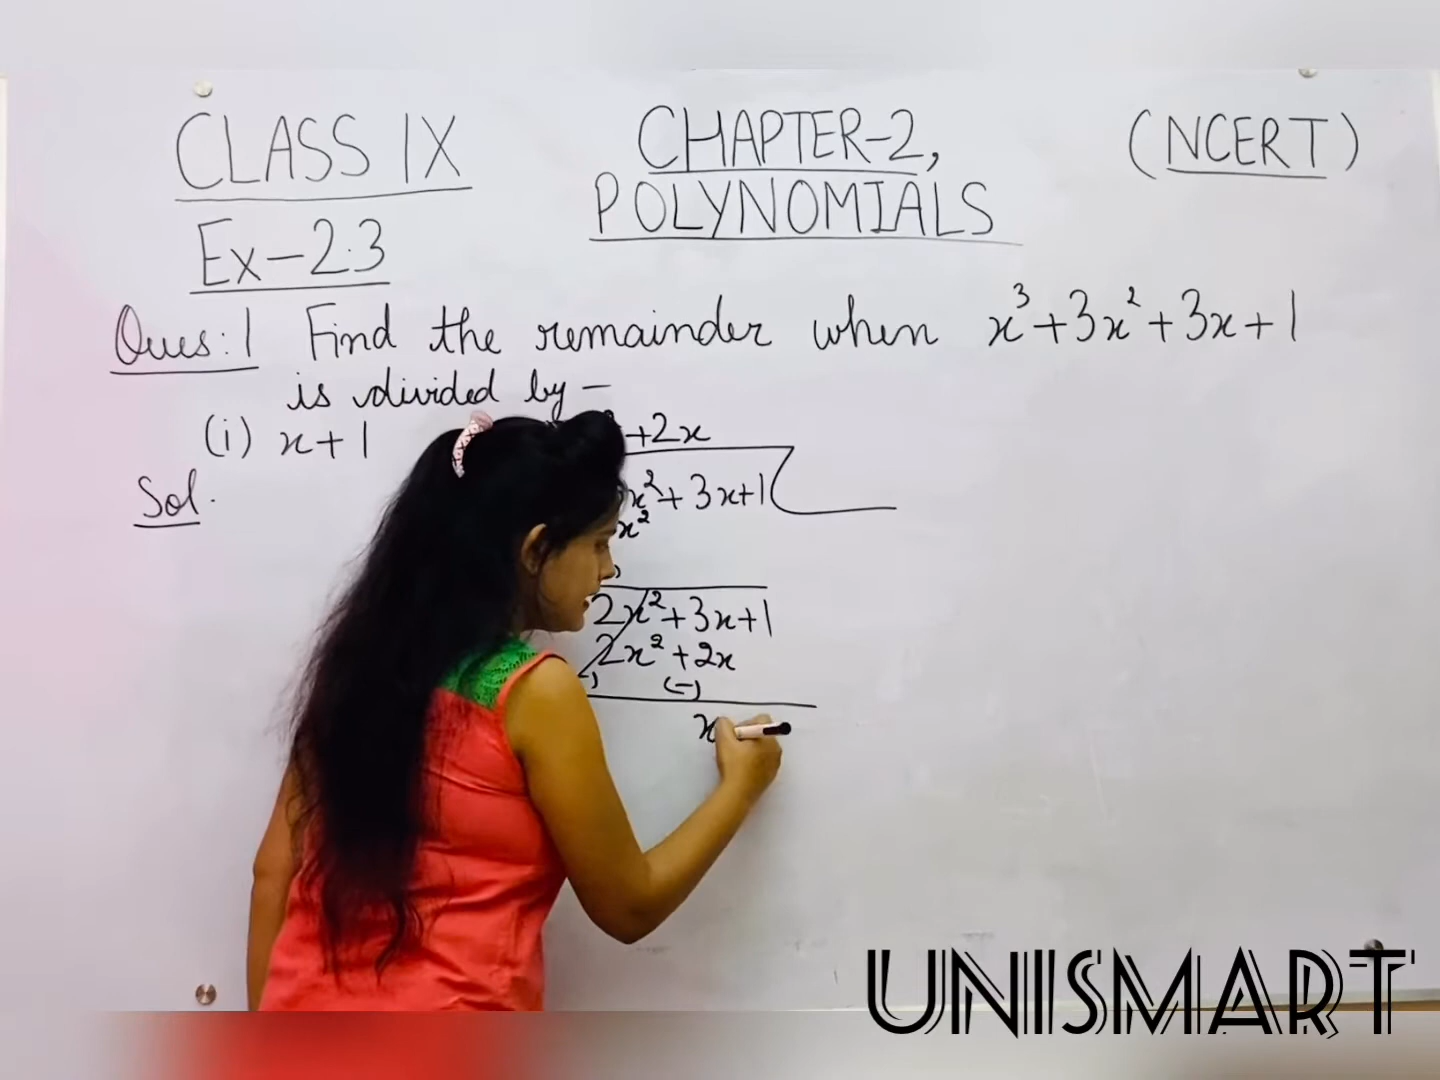 CLASS IX
CHAPTER-2,
(NCERT)
POLYNOMIALS
Ex-2.3
Ques:1 Find the remainder when x³+3x²+3x+1
is divided by -
(i) x+1
+2x
Sol.
x²+3x+1
x²
2x²+3x+1
2x²+2x
(-)
x
UNISMART